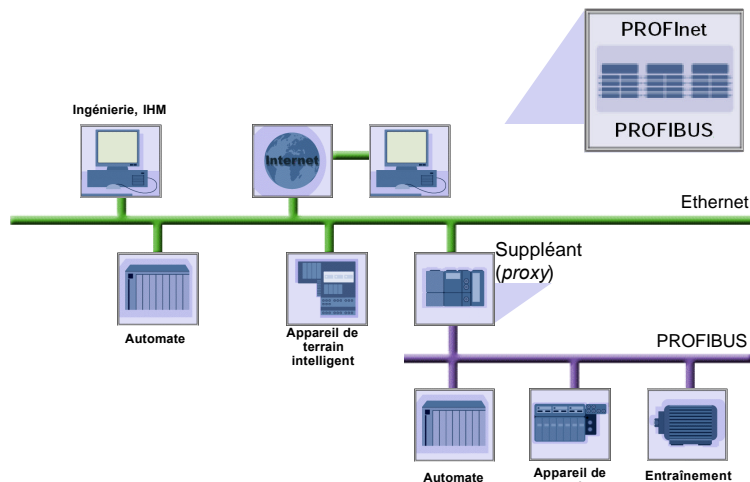 PROFInet
PROFIBUS
Ingénierie, IHM
Internet
Ethernet
Suppléant
(proxy)
Automate
Appareil de
terrain
intelligent
PROFIBUS
Automate
Appareil de
Entraînement